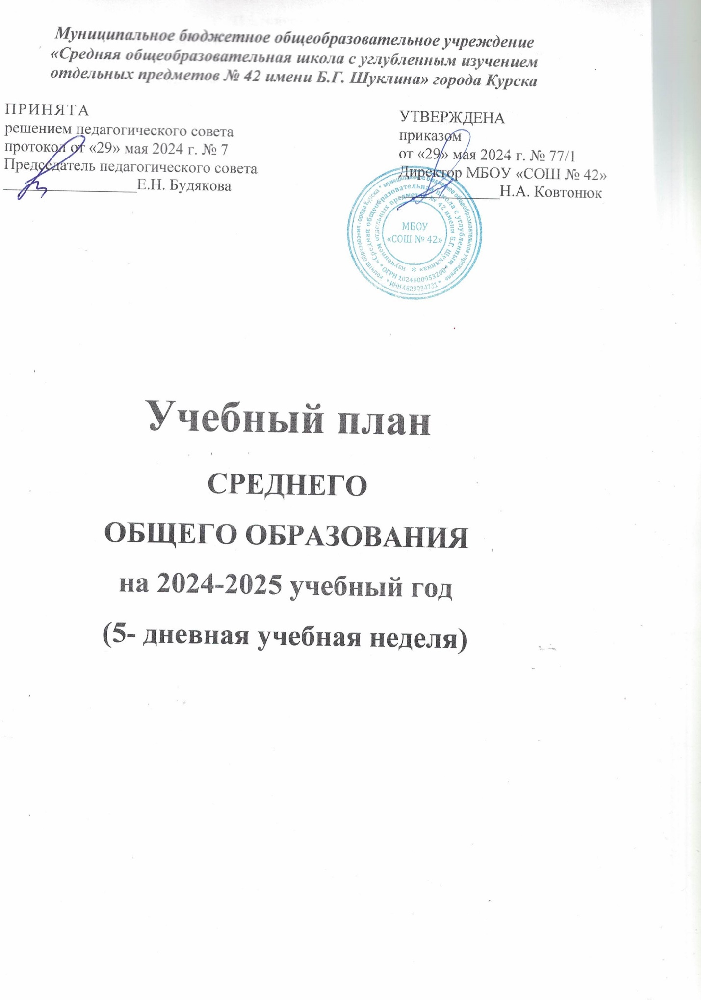 Муниципальное бюджетное общеобразовательное учреждение
«Средняя общеобразовательная школа с углубленным изучением
отдельных предметов № 42 имени Б.Г. Шуклина» города Курска
ПРИНЯТА
решением педагогического совета
протокол от «29» мая 2024 г. № 7
Председатель педагогического совета
Е.Н. Будякова
УТВЕРЖДЕНА
приказом
от «29» мая 2024 г. № 77/1
Директор МБОУ «СОШ № 42»
Н.А. Ковтонюк
комитет образования города Курска * муниципальное бюджетное общеобразовательное учреждение
«Средняя общеобразовательная школа с углубленным
изучением отдельных предметов № 42 имени Б.Г. Шуклина» *
* ОГРН 1024600953200 *
* ИНН 4629034731 *
МБОУ
«СОШ № 42»
Учебный план
СРЕДНЕГО
ОБЩЕГО ОБРАЗОВАНИЯ
на 2024-2025 учебный год
(5- дневная учебная неделя)